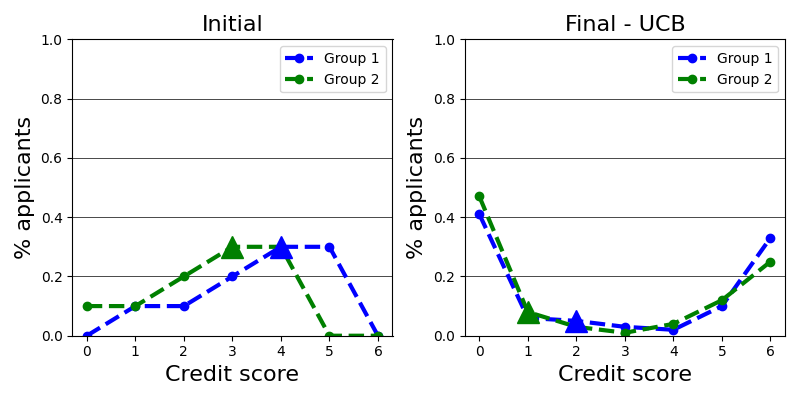 Initial
1.0
0.8
0.6
0.4
0.2
0.0
% applicants
Group 1
Group 2
0 1 2 3 4 5 6
Credit score
Final - UCB
1.0
0.8
0.6
0.4
0.2
0.0
% applicants
Group 1
Group 2
0 1 2 3 4 5 6
Credit score